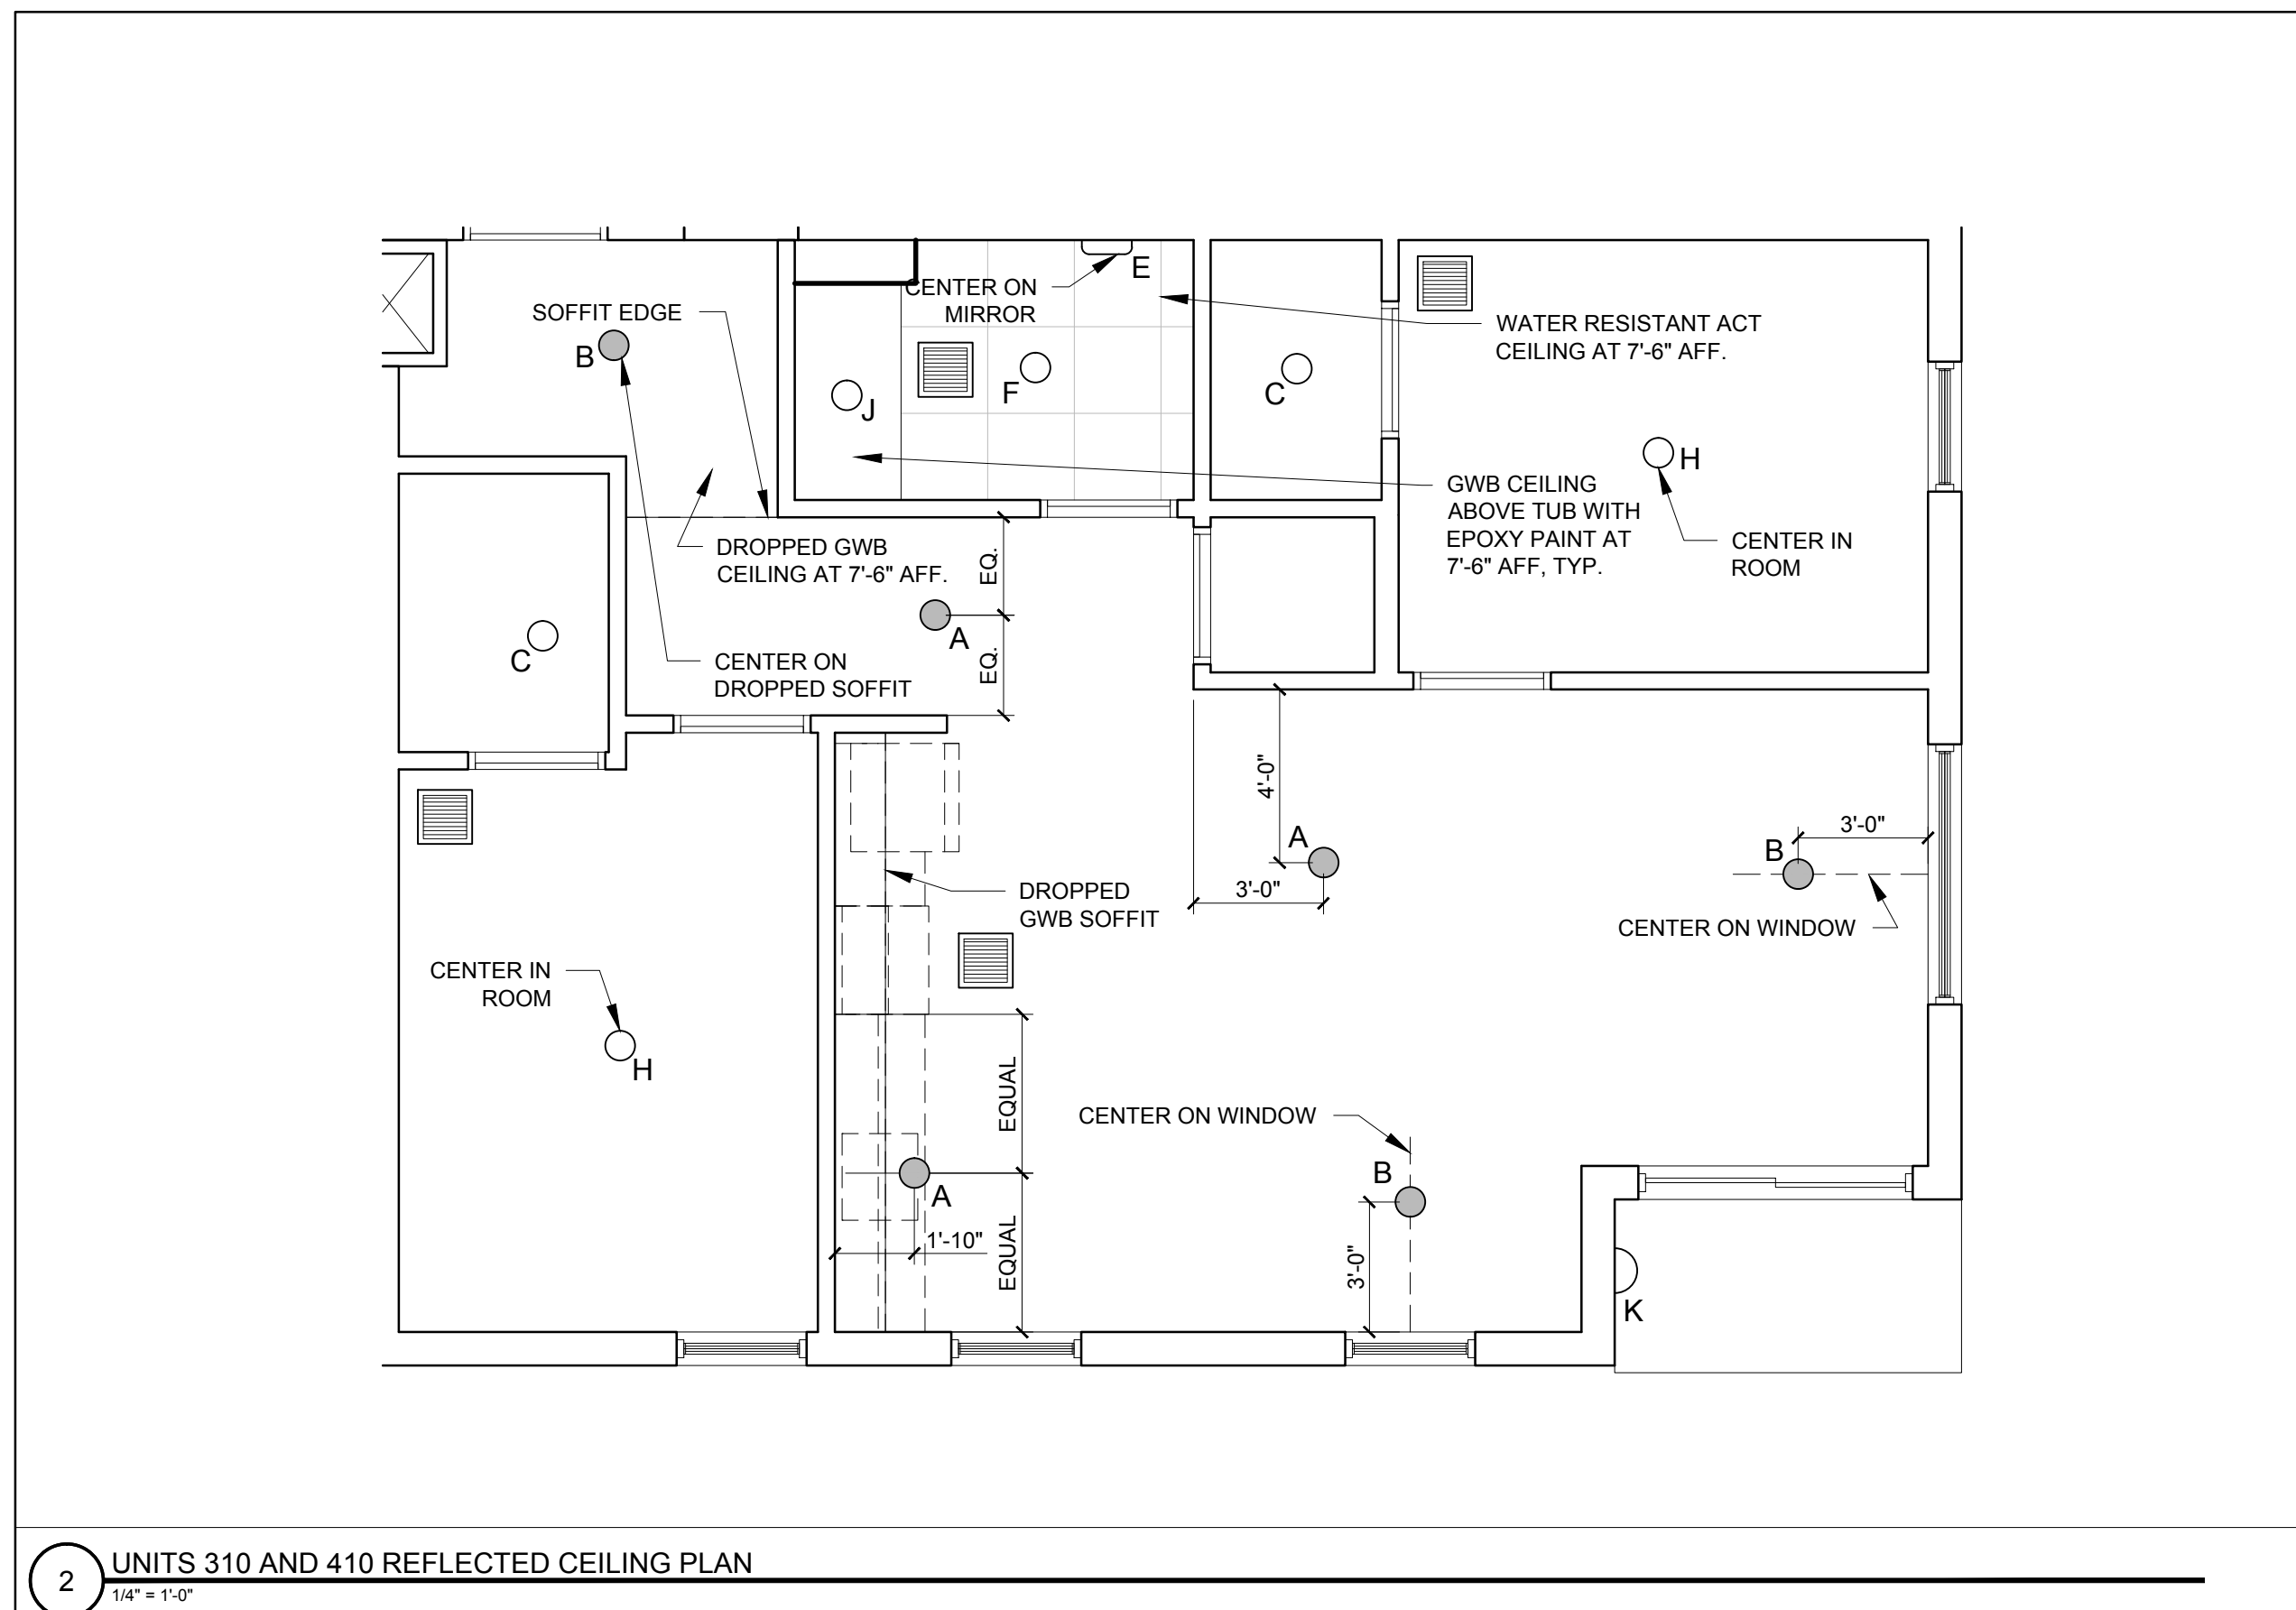 CENTER ON
MIRROR
E
SOFFIT EDGE
B
WATER RESISTANT ACT
CEILING AT 7'-6" AFF.
J
F
C
H
GWB CEILING
ABOVE TUB WITH
EPOXY PAINT AT
7'-6" AFF, TYP.
CENTER IN
ROOM
DROPPED GWB
CEILING AT 7'-6" AFF.
EQ.
EQ.
A
C
CENTER ON
DROPPED SOFFIT
4'-0"
A
3'-0"
3'-0"
B
CENTER ON WINDOW
DROPPED
GWB SOFFIT
CENTER IN
ROOM
H
EQUAL
EQUAL
CENTER ON WINDOW
B
A
1'-10"
3'-0"
K
2
UNITS 310 AND 410 REFLECTED CEILING PLAN
1/4" = 1'-0"